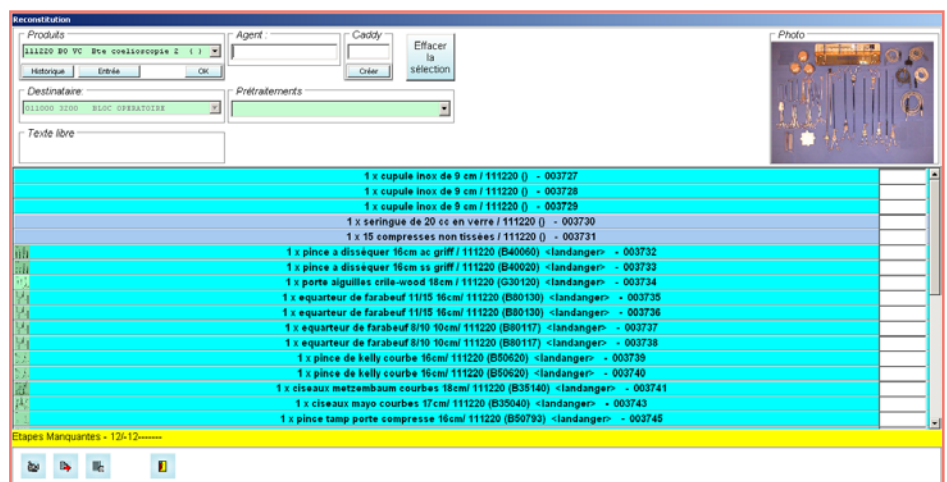 Reconstitution
Produits
111220 BO VC Bte coelioscopie 2 ( )
Historique
Entrée
OK
Agent :
Caddy
Créer
Effacer
la
sélection
Photo
Destinataire:
011000 3200 BLOC OPERATOIRE
Prétraitements
Texte libre
1 x cupule inox de 9 cm / 111220 () - 003727
1 x cupule inox de 9 cm / 111220 () - 003728
1 x cupule inox de 9 cm / 111220 () - 003729
1 x seringue de 20 cc en verre / 111220 () - 003730
1 x 15 compresses non tissées / 111220 () - 003731
1 x pince a disséquer 16cm ac griff / 111220 (B40060) <landanger> - 003732
1 x pince a disséquer 16cm ss griff / 111220 (B40020) <landanger> - 003733
1 x porte aiguilles crile-wood 18cm / 111220 (G30120) <landanger> - 003734
1 x equarteur de farabeuf 11/15 16cm/ 111220 (B80130) <landanger> - 003735
1 x equarteur de farabeuf 11/15 16cm/ 111220 (B80130) <landanger> - 003736
1 x equarteur de farabeuf 8/10 10cm/ 111220 (B80117) <landanger> - 003737
1 x equarteur de farabeuf 8/10 10cm/ 111220 (B80117) <landanger> - 003738
1 x pince de kelly courbe 16cm/ 111220 (B50620) <landanger> - 003739
1 x pince de kelly courbe 16cm/ 111220 (B50620) <landanger> - 003740
1 x ciseaux metzembaum courbes 18cm/ 111220 (B35140) <landanger> - 003741
1 x ciseaux mayo courbes 17cm/ 111220 (B35040) <landanger> - 003743
1 x pince tamp porte compresse 16cm/ 111220 (B50793) <landanger> - 003745
Etapes Manquantes - 12/-12-------